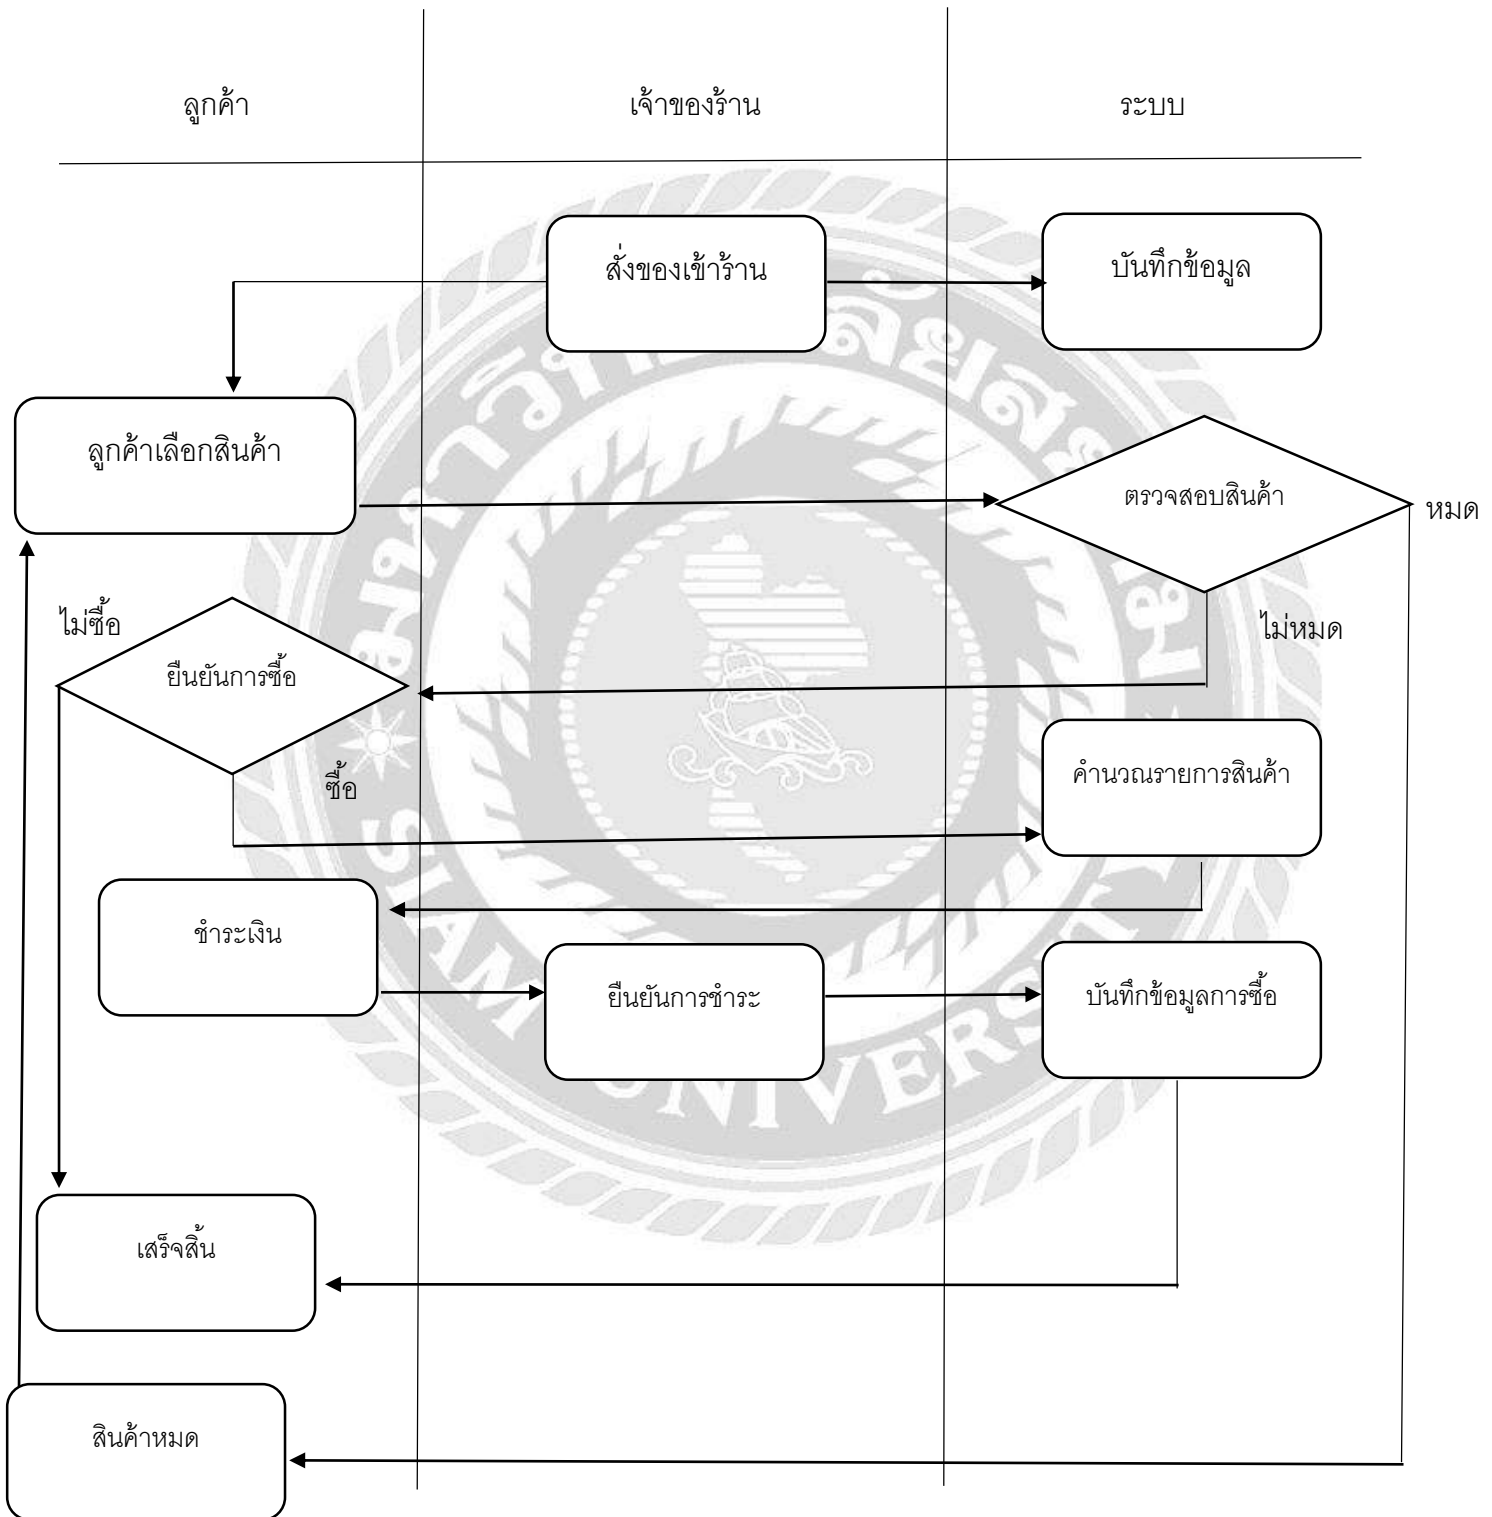 ลูกค้า
เจ้าของร้าน
ระบบ
สั่งของเข้าร้าน
บันทึกข้อมูล
ลูกค้าเลือกสินค้า
ตรวจสอบสินค้า
หมด
ไม่ซื้อ
ไม่หมด
ยืนยันการซื้อ
ซื้อ
คำนวณรายการสินค้า
ชำระเงิน
ยืนยันการชำระ
บันทึกข้อมูลการซื้อ
เสร็จสิ้น
สินค้าหมด
SIAM UNIVERSITY